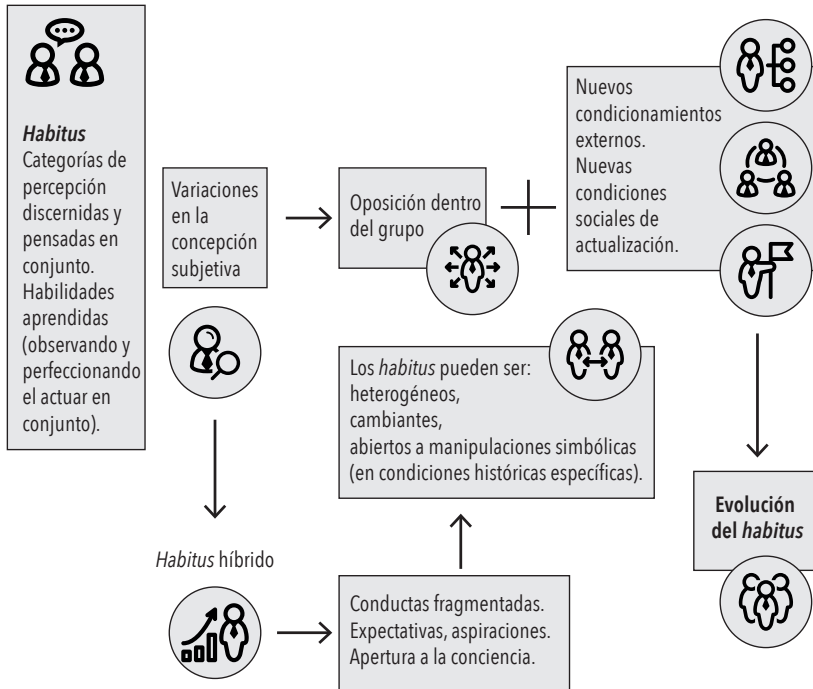 Habitus
Categorías de
percepción
discernidas y
pensadas en
conjunto.
Habilidades
aprendidas
(observando y
perfeccionando
el actuar en
conjunto).
Variaciones
en la
concepción
subjetiva
Oposición dentro
del grupo
Nuevos
condicionamientos
externos.
Nuevas
condiciones
sociales de
actualización.
Los habitus pueden ser:
heterogéneos,
cambiantes,
abiertos a manipulaciones simbólicas
(en condiciones históricas específicas).
Evolución
del habitus
Habitus híbrido
Conductas fragmentadas.
Expectativas, aspiraciones.
Apertura a la conciencia.